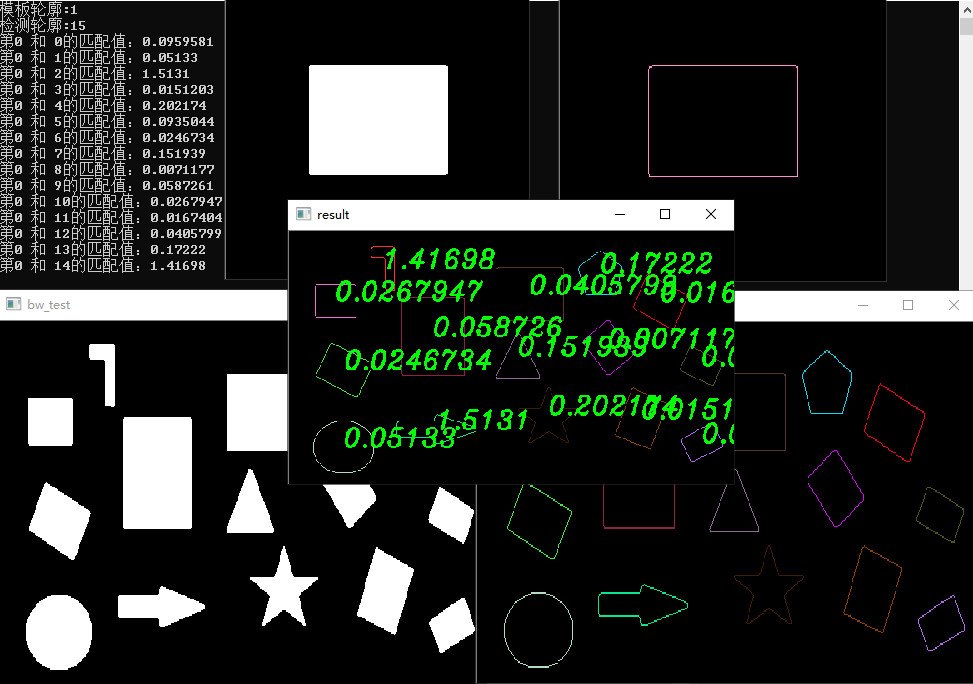 模板轮廓:1
检测轮廓:15
第0 和 0的匹配值: 0.0959581
第0 和 1的匹配值: 0.05133
第0 和 2的匹配值: 1.5131
第0 和 3的匹配值: 0.0151203
第0 和 4的匹配值: 0.202174
第0 和 5的匹配值: 0.0935044
第0 和 6的匹配值: 0.0246734
第0 和 7的匹配值: 0.151939
第0 和 8的匹配值: 0.0071177
第0 和 9的匹配值: 0.0587261
第0 和 10的匹配值: 0.0267947
第0 和 11的匹配值: 0.0167404
第0 和 12的匹配值: 0.0405799
第0 和 13的匹配值: 0.17222
第0 和 14的匹配值: 1.41698
result
1.41698
0.17222
0.0267947
0.0405799
0.016
0.058726
0.151939
0.007117
0.0246734
0.0
0.05133
1.5131
0.202174
0.0151
0.0
bw_test